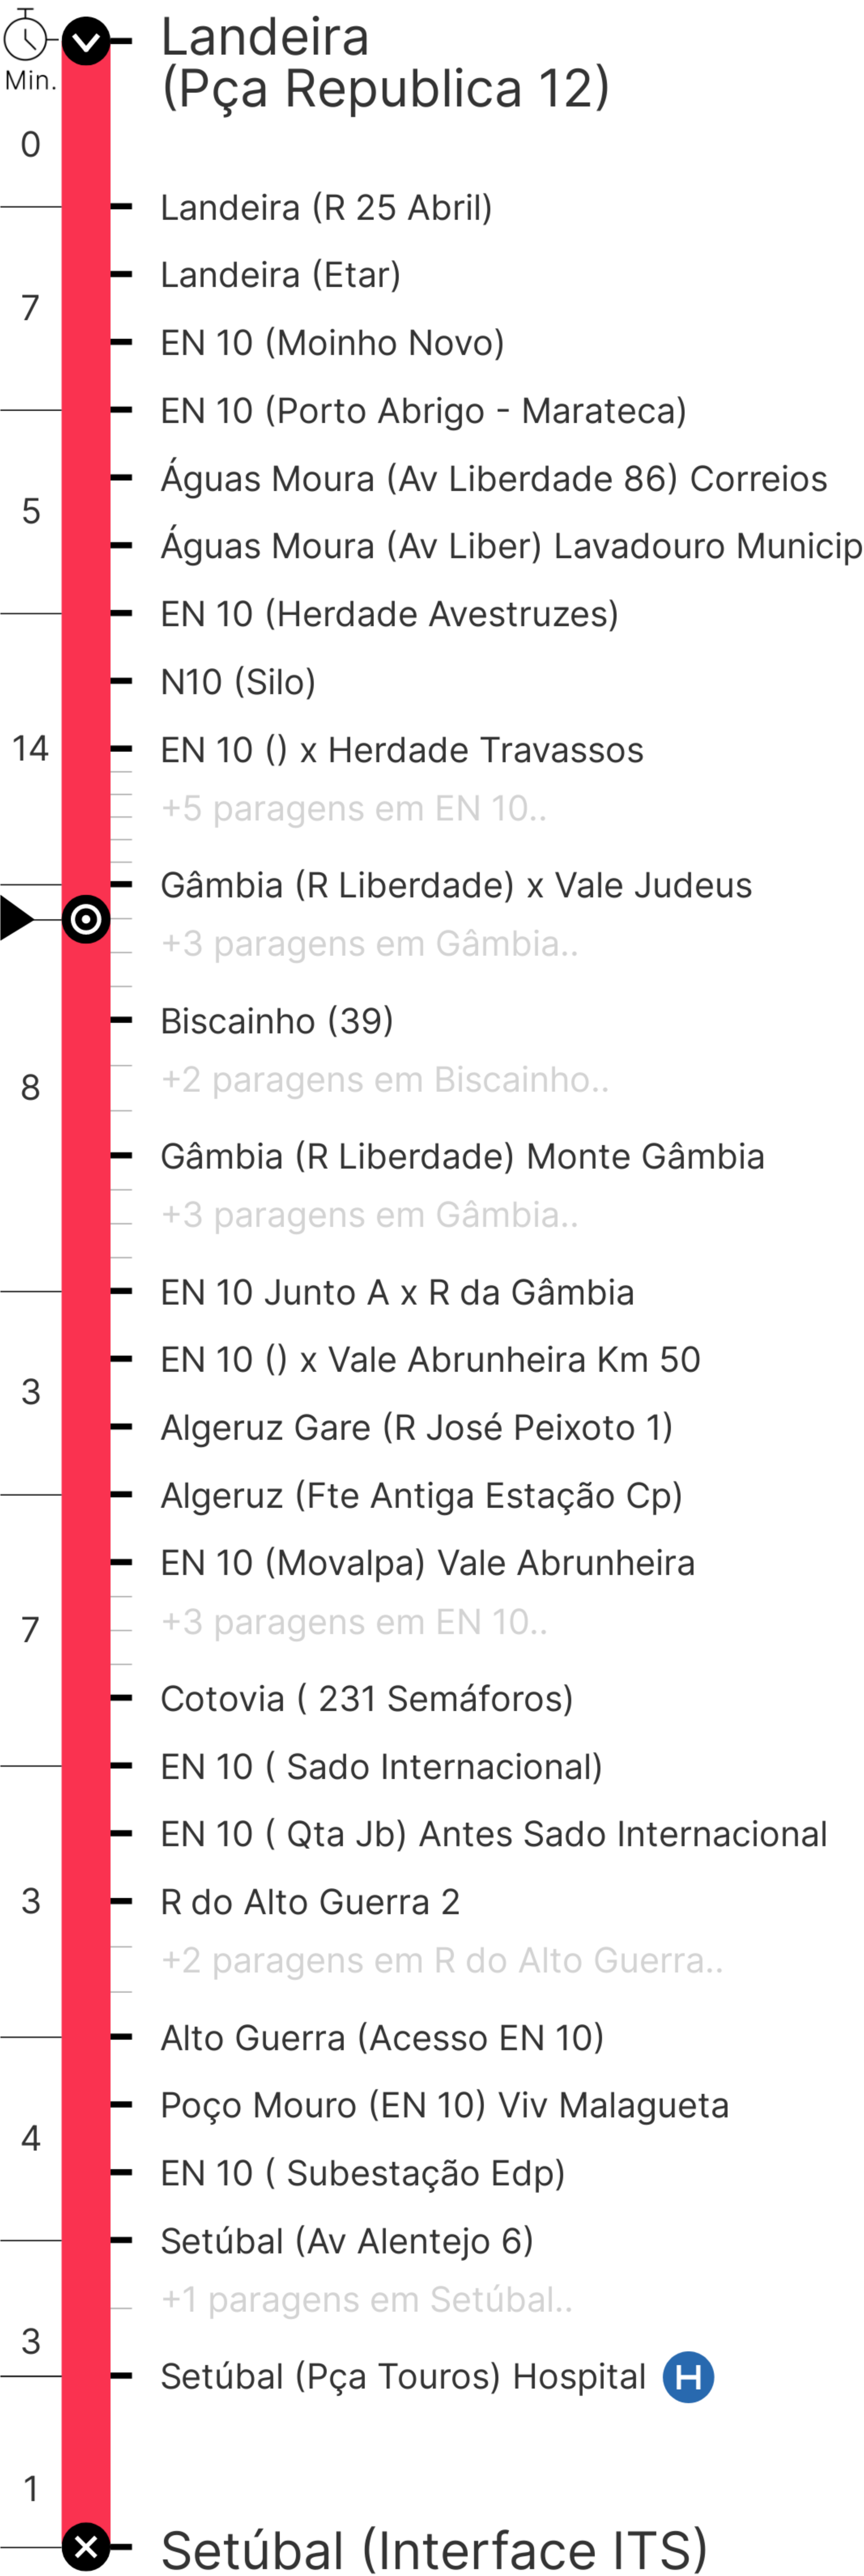 Landeira
(Pça Republica 12)
Min.
0
Landeira (R 25 Abril)
Landeira (Etar)
7
EN 10 (Moinho Novo)
EN 10 (Porto Abrigo - Marateca)
Águas Moura (Av Liberdade 86) Correios
5
Águas Moura (Av Liber) Lavadouro Municip
EN 10 (Herdade Avestruzes)
N10 (Silo)
14
EN 10 () x Herdade Travassos
+5 paragens em EN 10..
Gâmbia (R Liberdade) x Vale Judeus
+3 paragens em Gâmbia..
Biscainho (39)
+2 paragens em Biscainho..
8
Gâmbia (R Liberdade) Monte Gâmbia
+3 paragens em Gâmbia..
EN 10 Junto A x R da Gâmbia
EN 10 () x Vale Abrunheira Km 50
3
Algeruz Gare (R José Peixoto 1)
Algeruz (Fte Antiga Estação Cp)
EN 10 (Movalpa) Vale Abrunheira
+3 paragens em EN 10..
7
Cotovia ( 231 Semáforos)
EN 10 ( Sado Internacional)
EN 10 ( Qta Jb) Antes Sado Internacional
3
R do Alto Guerra 2
+2 paragens em R do Alto Guerra..
Alto Guerra (Acesso EN 10)
Poço Mouro (EN 10) Viv Malagueta
4
EN 10 ( Subestação Edp)
Setúbal (Av Alentejo 6)
+1 paragens em Setúbal..
3
Setúbal (Pça Touros) Hospital H
1
Setúbal (Interface ITS)